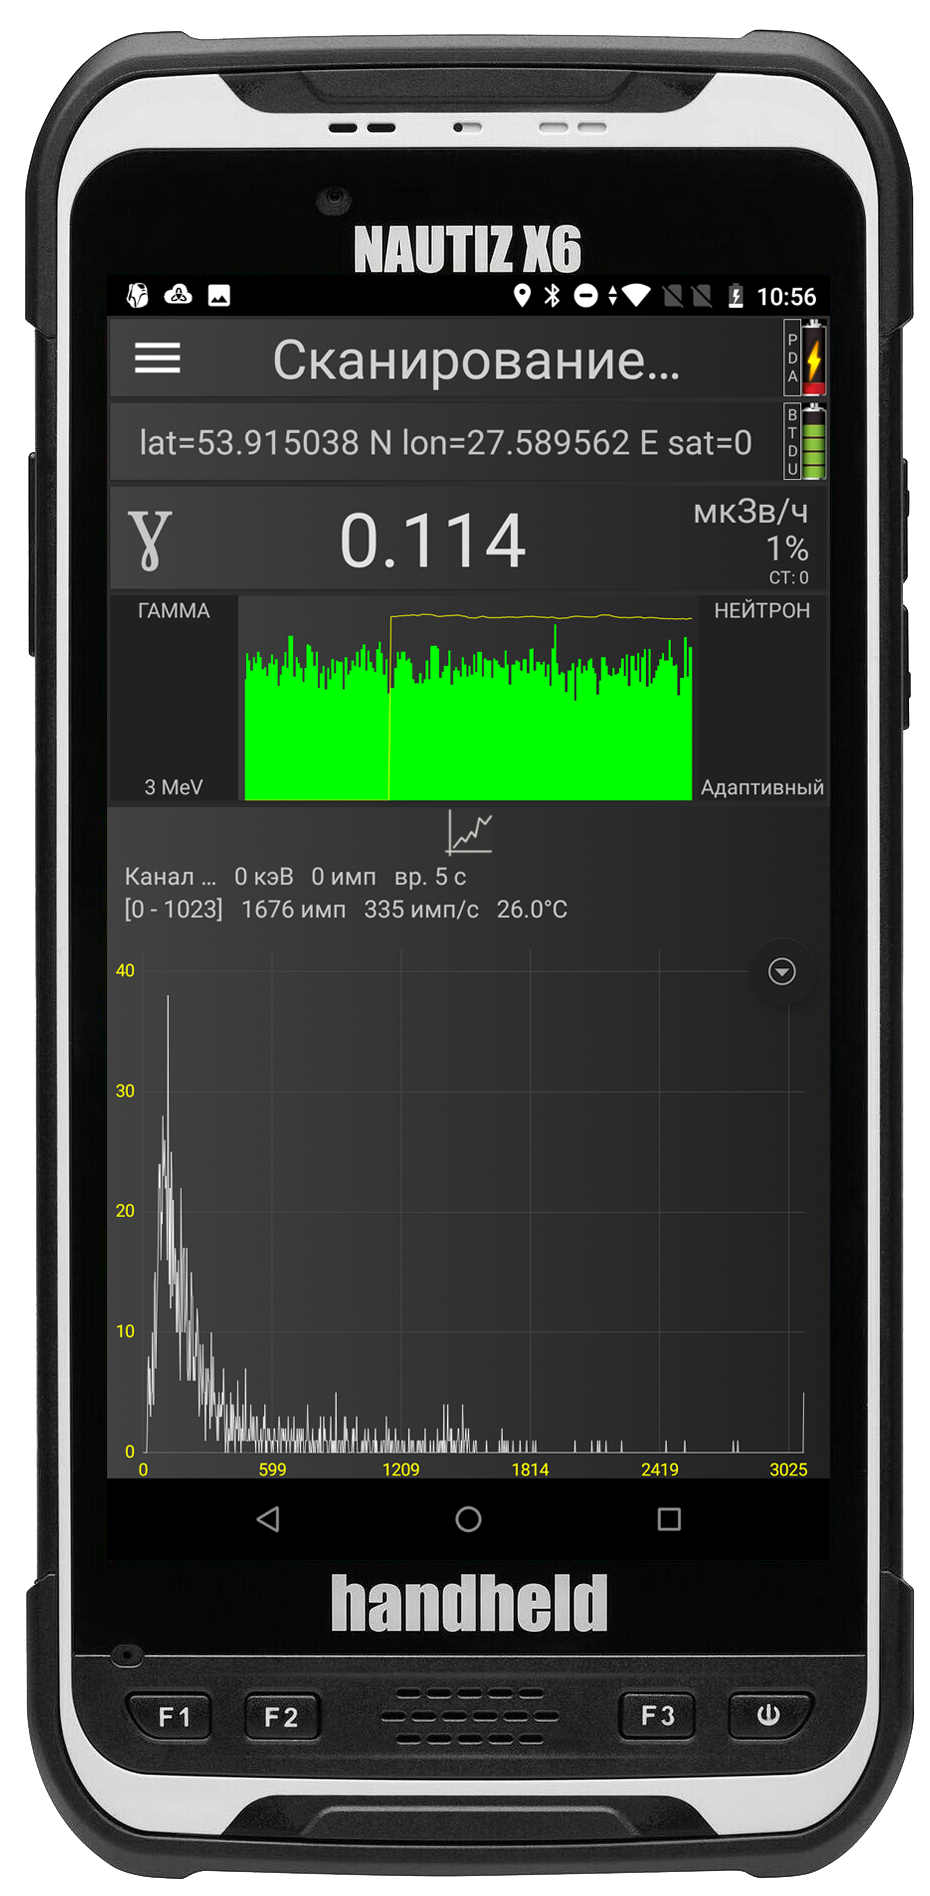 NAUTIZ X6
10:56
Сканирование...
PDA
lat=53.915038 N lon=27.589562 E sat=0
BTDU
γ 0.114 мкЗв/ч
1%
СТ: 0
ГАММА
НЕЙТРОН
3 MeV
Адаптивный
Канал ... 0 кэВ 0 имп вр. 5 с
[0 - 1023] 1676 имп 335 имп/с 26.0°C
40
30
20
10
0
0 599 1209 1814 2419 3025
handheld
F1 F2 F3